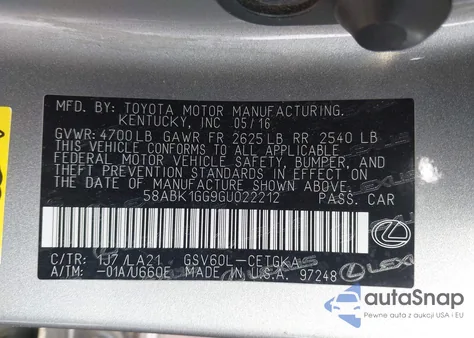 MFD. BY: TOYOTA MOTOR MANUFACTURING.
KENTUCKY, INC 05/16
GVWR: 4700LB GAWR FR 2625LB RR 2540 LB
THIS VEHICLE CONFORMS TO ALL APPLICABLE
FEDERAL MOTOR VEHICLE SAFETY, BUMPER, AND
THEFT PREVENTION STANDARDS IN EFFECT ON THE
DATE OF MANUFACTURE SHOWN ABOVE.
58ABK1GG9GU022212 PASS. CAR
C/TR: 1J7/LA21 GSV60L-CETGKA
A/TM: -01A/U660E MADE IN U.S.A. 97248
LEXUS
autoSnap
Pewne auta z aukcji USA i EU